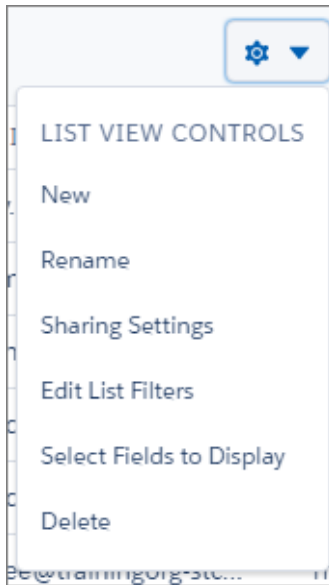 LIST VIEW CONTROLS
New
Rename
Sharing Settings
Edit List Filters
Select Fields to Display
Delete